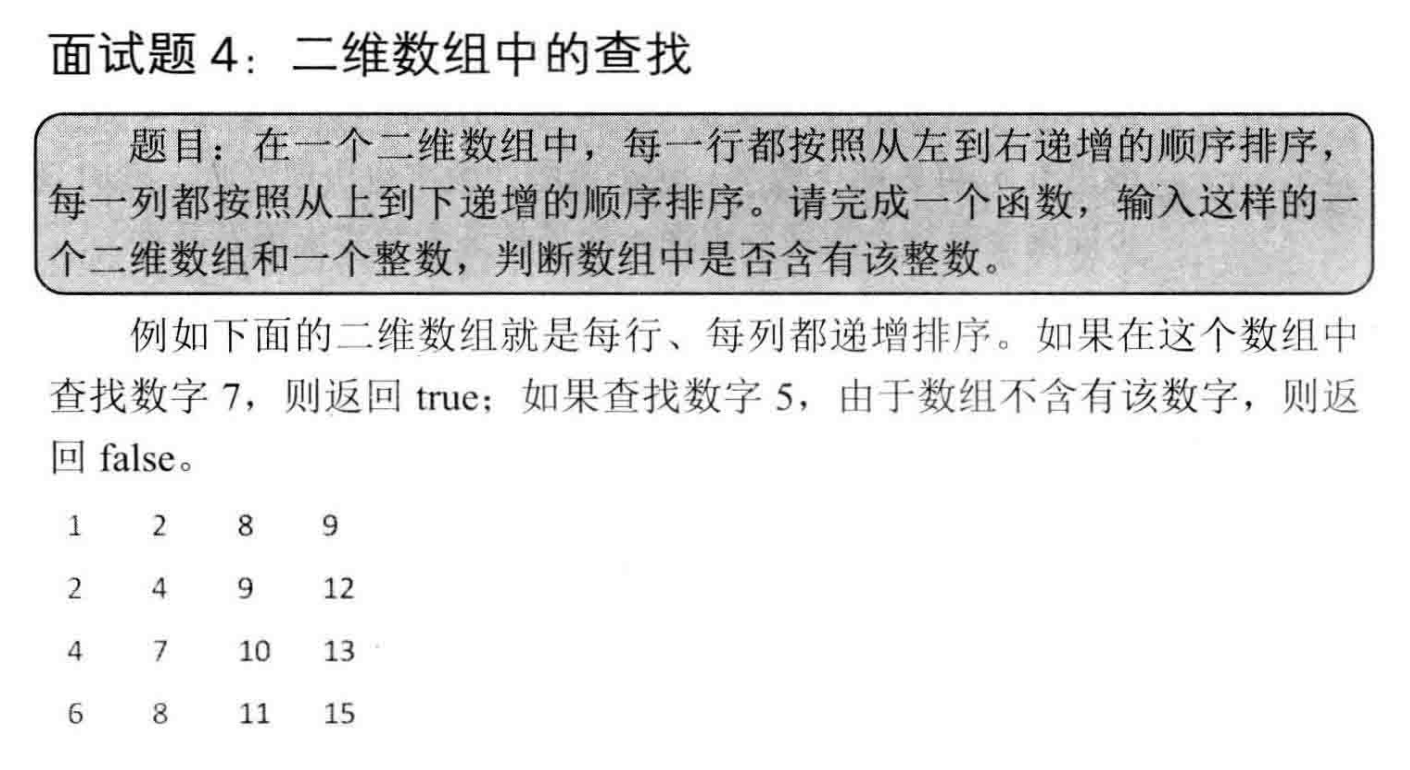 面试题 4：二维数组中的查找
题目：在一个二维数组中，每一行都按照从左到右递增的顺序排序，
每一列都按照从上到下递增的顺序排序。请完成一个函数，输入这样的一
个二维数组和一个整数，判断数组中是否含有该整数。
例如下面的二维数组就是每行、每列都递增排序。如果在这个数组中
查找数字 7，则返回 true；如果查找数字 5，由于数组不含有该数字，则返
回 false。
1 2 8 9
2 4 9 12
4 7 10 13
6 8 11 15